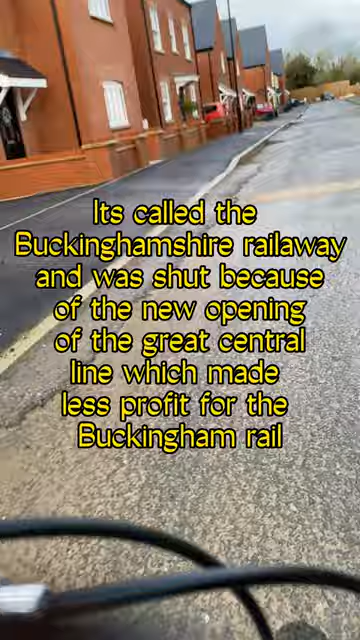 Its called the
Buckinghamshire railaway
and was shut because
of the new opening
of the great central
line which made
less profit for the
Buckingham rail